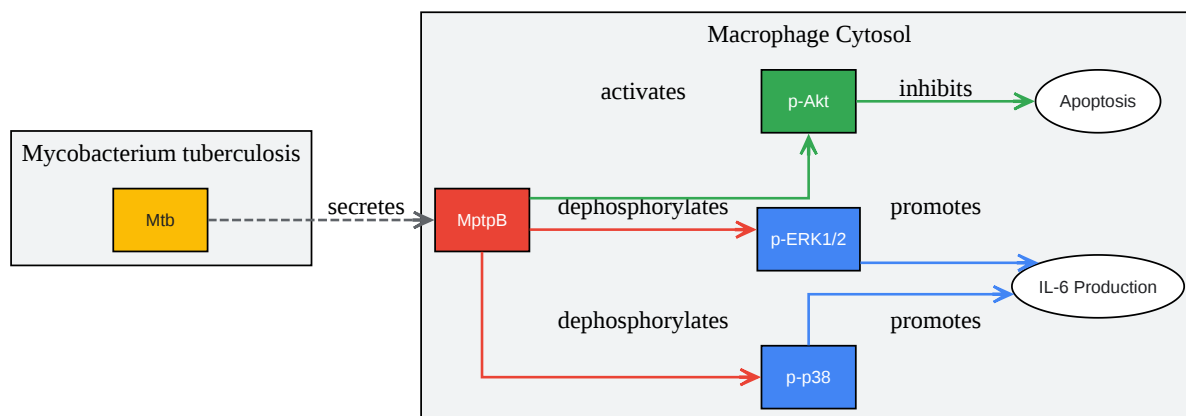 Macrophage Cytosol
activates
p-Akt
inhibits
Apoptosis
Mycobacterium tuberculosis
Mtb
secretes
MptpB
dephosphorylates
p-ERK1/2
promotes
IL-6 Production
dephosphorylates
promotes
p-p38